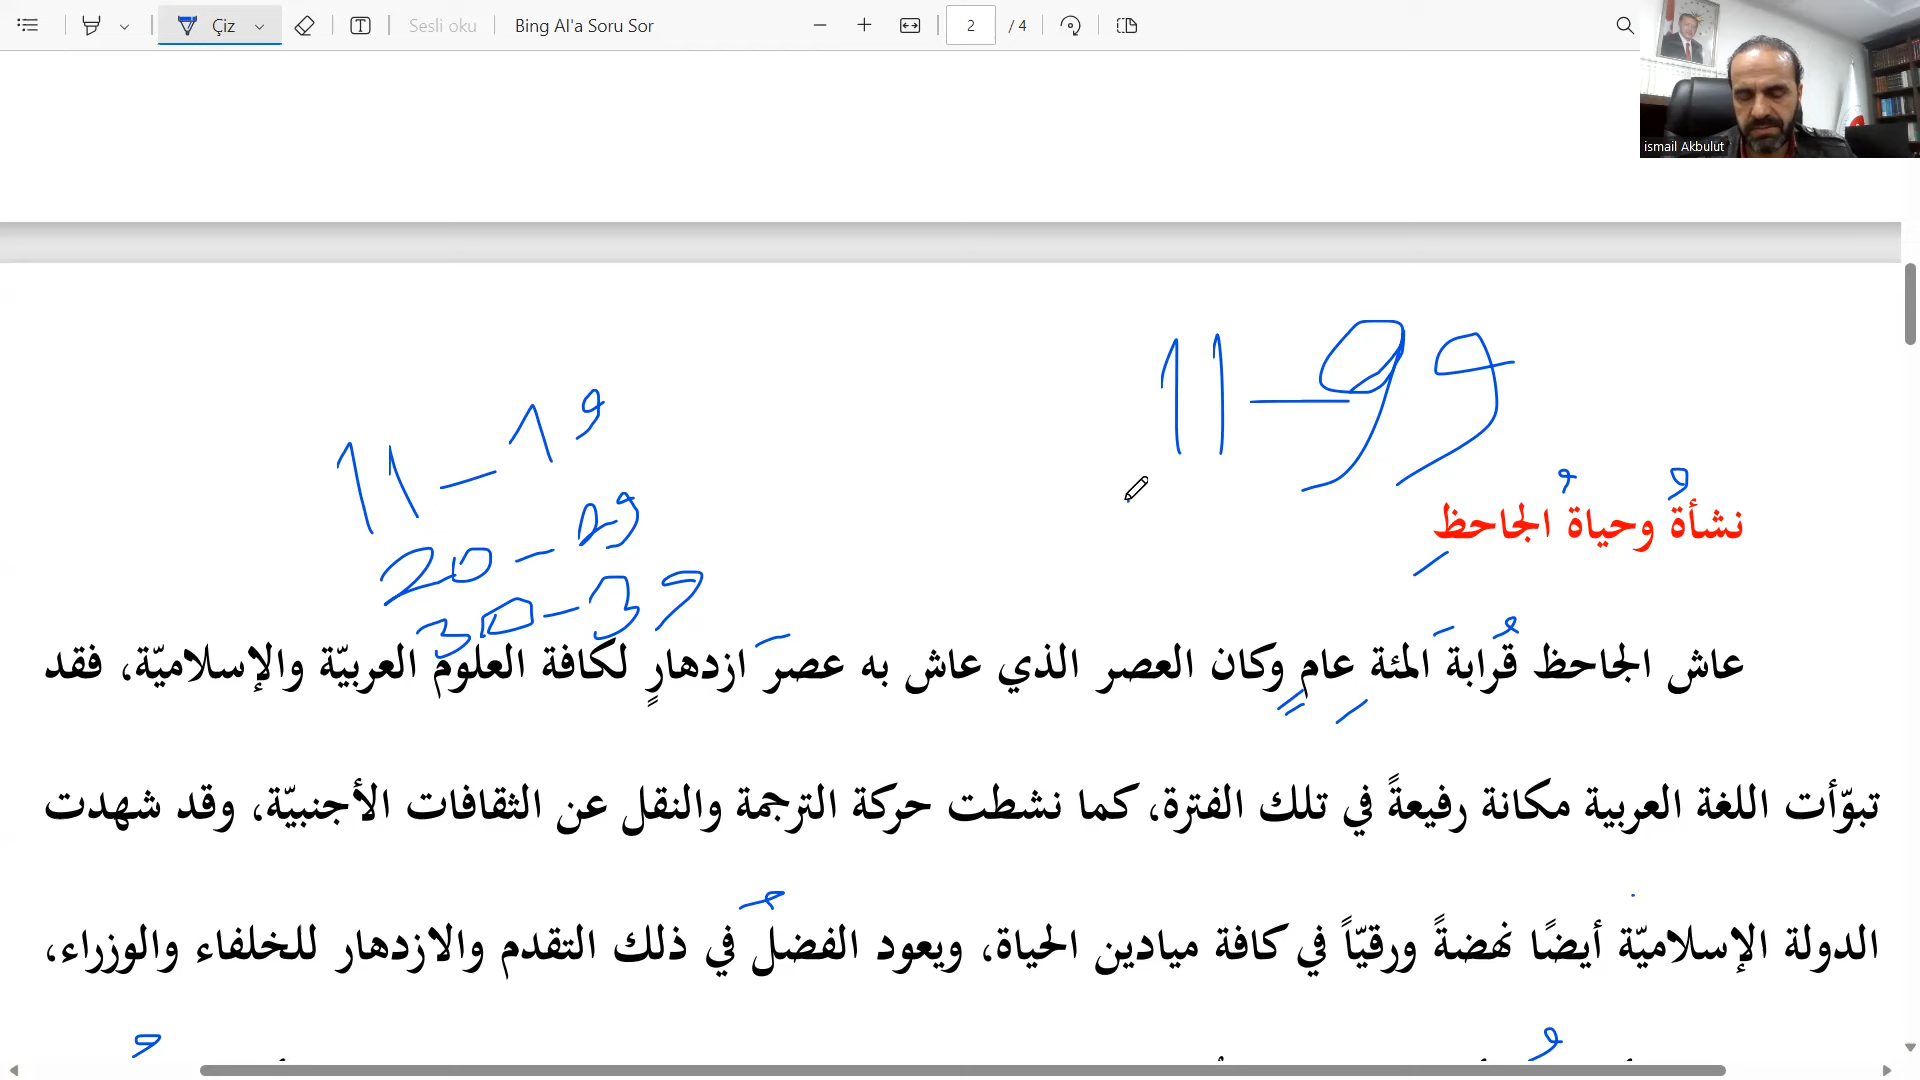 Çiz
Sesli oku
Bing AI'a Soru Sor
2 / 4
ismail Akbulut
11-99
11-19
20-29
30-39
نشأةُ وحياةُ الجاحظِ
عاش الجاحظ قُرابةَ المئةِ عامٍ وكان العصر الذي عاش به عصرَ ازدهارٍ لكافة العلوم العربيّة والإسلاميّة، فقد
تبوّأت اللغة العربية مكانة رفيعةً في تلك الفترة، كما نشطت حركة الترجمة والنقل عن الثقافات الأجنبيّة، وقد شهدت
الدولة الإسلاميّة أيضًا نهضةً ورقيّاً في كافة ميادين الحياة، ويعود الفضلُ في ذلك التقدم والازدهار للخلفاء والوزراء،